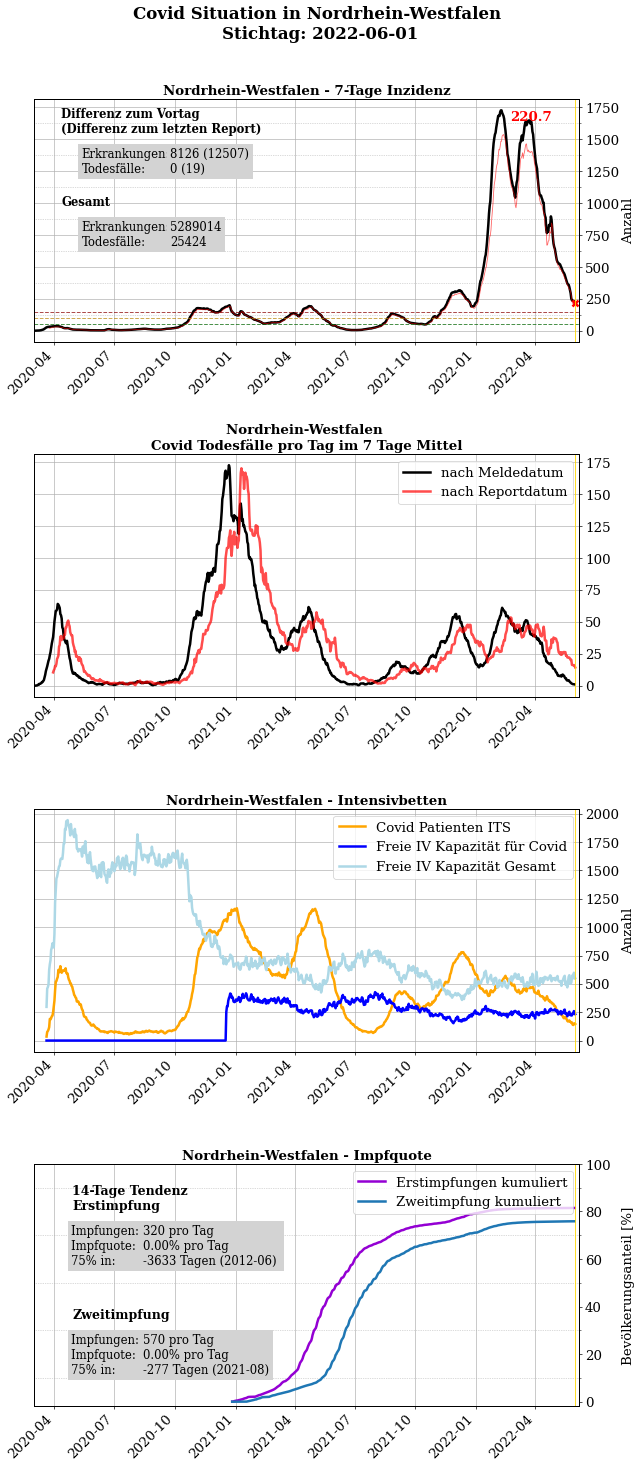 Covid Situation in Nordrhein-Westfalen
Stichtag: 2022-06-01
Nordrhein-Westfalen - 7-Tage Inzidenz
Differenz zum Vortag
(Differenz zum letzten Report)
Erkrankungen 8126 (12507)
Todesfälle: 0 (19)
Gesamt
Erkrankungen 5289014
Todesfälle: 25424
220.7
1750
1500
1250
1000
750
500
250
0
Anzahl
2020-04 2020-07 2020-10 2021-01 2021-04 2021-07 2021-10 2022-01 2022-04
Nordrhein-Westfalen
Covid Todesfälle pro Tag im 7 Tage Mittel
nach Meldedatum
nach Reportdatum
175
150
125
100
75
50
25
0
2020-04 2020-07 2020-10 2021-01 2021-04 2021-07 2021-10 2022-01 2022-04
Nordrhein-Westfalen - Intensivbetten
Covid Patienten ITS
Freie IV Kapazität für Covid
Freie IV Kapazität Gesamt
2000
1750
1500
1250
1000
750
500
250
0
Anzahl
2020-04 2020-07 2020-10 2021-01 2021-04 2021-07 2021-10 2022-01 2022-04
Nordrhein-Westfalen - Impfquote
Erstimpfungen kumuliert
Zweitimpfung kumuliert
14-Tage Tendenz
Erstimpfung
Impfungen: 320 pro Tag
Impfquote: 0.00% pro Tag
75% in: -3633 Tagen (2012-06)
Zweitimpfung
Impfungen: 570 pro Tag
Impfquote: 0.00% pro Tag
75% in: -277 Tagen (2021-08)
100
80
60
40
20
0
Bevölkerungsanteil [%]
2020-04 2020-07 2020-10 2021-01 2021-04 2021-07 2021-10 2022-01 2022-04